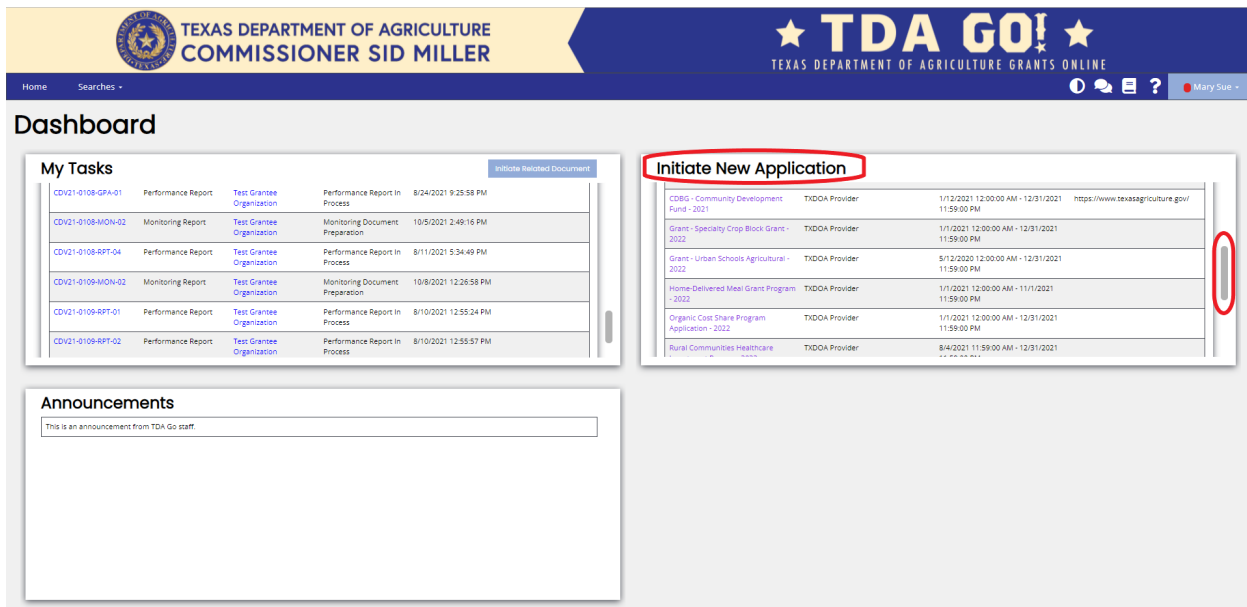 TEXAS DEPARTMENT OF AGRICULTURE
COMMISSIONER SID MILLER
TDA GO!
TEXAS DEPARTMENT OF AGRICULTURE GRANTS ONLINE
Home Searches
? Mary Sue
Dashboard
My Tasks
Initiate Related Document
CDV21-0108-GPA-01 Performance Report Test Grantee Organization Performance Report In Process 8/24/2021 9:25:58 PM
CDV21-0108-MON-02 Monitoring Report Test Grantee Organization Monitoring Document Preparation 10/5/2021 2:49:16 PM
CDV21-0108-RPT-04 Performance Report Test Grantee Organization Performance Report In Process 8/11/2021 5:34:49 PM
CDV21-0109-MON-02 Monitoring Report Test Grantee Organization Monitoring Document Preparation 10/8/2021 12:26:58 PM
CDV21-0109-RPT-01 Performance Report Test Grantee Organization Performance Report In Process 8/10/2021 12:55:24 PM
CDV21-0109-RPT-02 Performance Report Test Grantee Organization Performance Report In Process 8/10/2021 12:55:57 PM
Initiate New Application
CDBG - Community Development Fund - 2021 TXDOA Provider 1/12/2021 12:00:00 AM - 12/31/2021 11:59:00 PM https://www.texasagriculture.gov/
Grant - Specialty Crop Block Grant - 2022 TXDOA Provider 1/1/2021 12:00:00 AM - 12/31/2021 11:59:00 PM
Grant - Urban Schools Agricultural - 2022 TXDOA Provider 5/12/2020 12:00:00 AM - 12/31/2021 11:59:00 PM
Home-Delivered Meal Grant Program - 2022 TXDOA Provider 1/1/2021 12:00:00 AM - 11/1/2021 11:59:00 PM
Organic Cost Share Program Application - 2022 TXDOA Provider 1/1/2021 12:00:00 AM - 12/31/2021 11:59:00 PM
Rural Communities Healthcare TXDOA Provider 8/4/2021 11:59:00 AM - 12/31/2021
Announcements
This is an announcement from TDA Go staff.